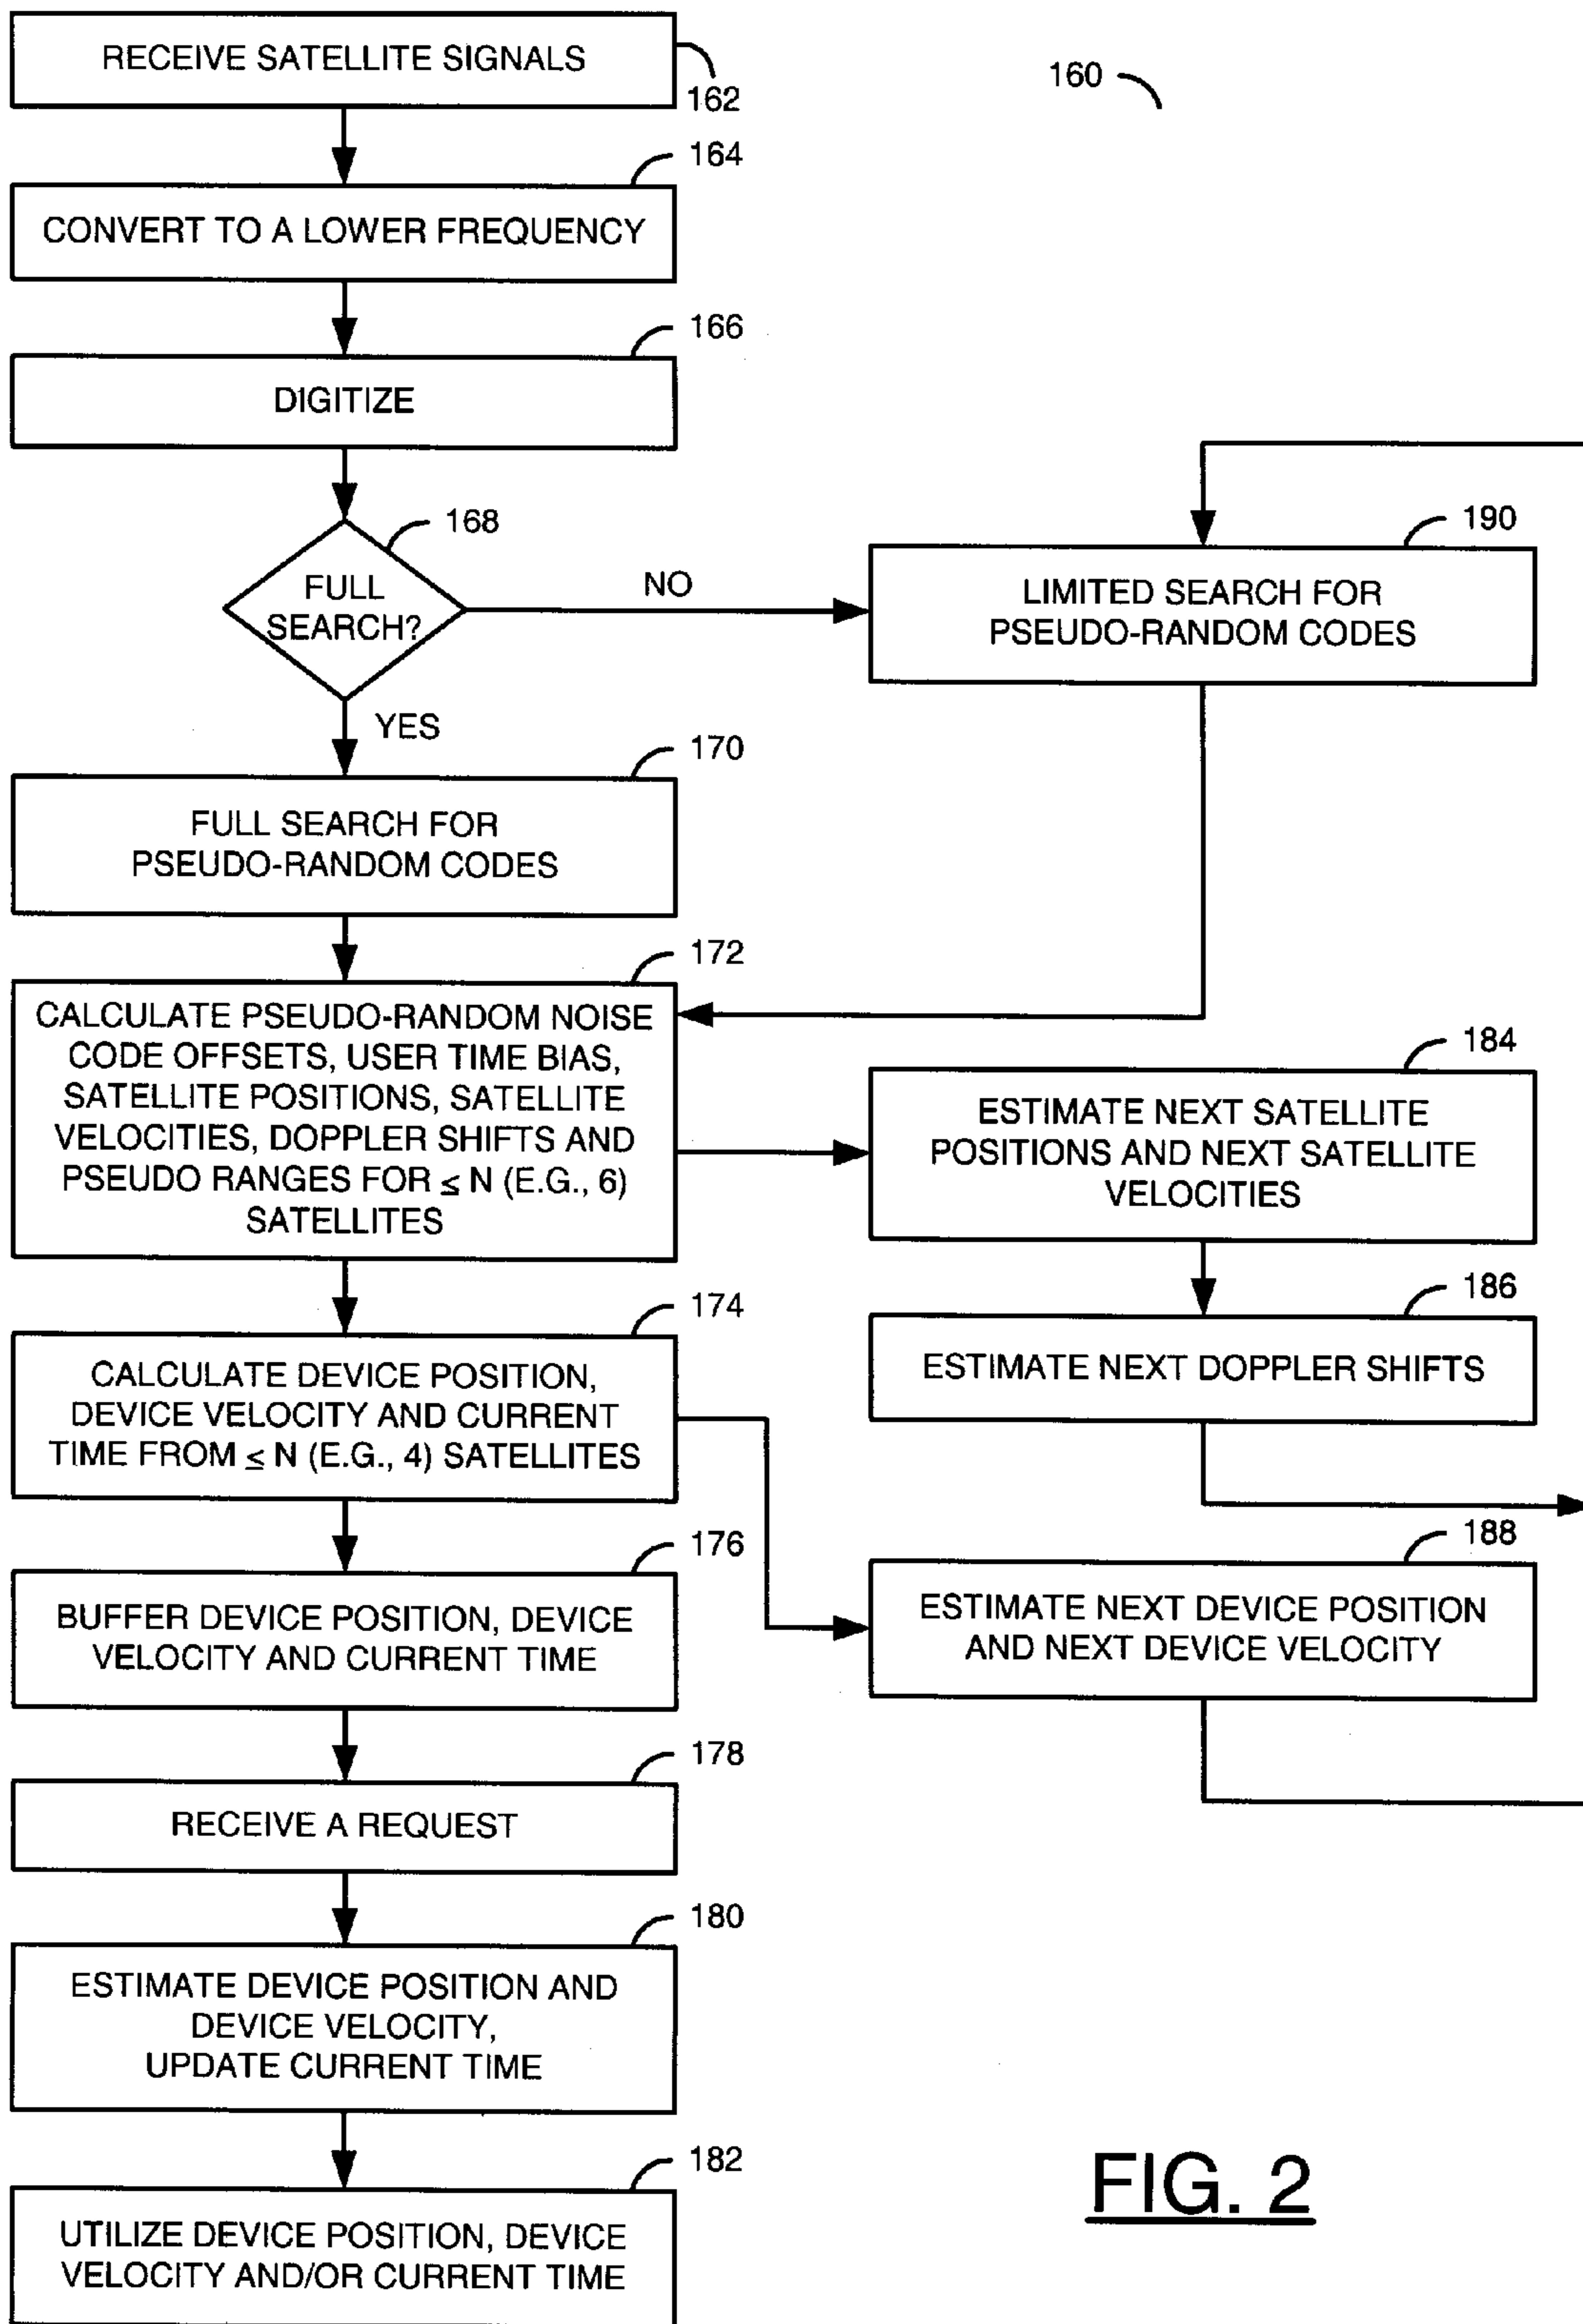 RECEIVE SATELLITE SIGNALS
162
160
164
CONVERT TO A LOWER FREQUENCY
166
DIGITIZE
168
FULL
SEARCH?
NO
YES
190
LIMITED SEARCH FOR
PSEUDO-RANDOM CODES
170
FULL SEARCH FOR
PSEUDO-RANDOM CODES
172
CALCULATE PSEUDO-RANDOM NOISE
CODE OFFSETS, USER TIME BIAS,
SATELLITE POSITIONS, SATELLITE
VELOCITIES, DOPPLER SHIFTS AND
PSEUDO RANGES FOR ≤ N (E.G., 6)
SATELLITES
184
ESTIMATE NEXT SATELLITE
POSITIONS AND NEXT SATELLITE
VELOCITIES
174
CALCULATE DEVICE POSITION,
DEVICE VELOCITY AND CURRENT
TIME FROM ≤ N (E.G., 4) SATELLITES
186
ESTIMATE NEXT DOPPLER SHIFTS
176
BUFFER DEVICE POSITION, DEVICE
VELOCITY AND CURRENT TIME
188
ESTIMATE NEXT DEVICE POSITION
AND NEXT DEVICE VELOCITY
178
RECEIVE A REQUEST
180
ESTIMATE DEVICE POSITION AND
DEVICE VELOCITY,
UPDATE CURRENT TIME
182
UTILIZE DEVICE POSITION, DEVICE
VELOCITY AND/OR CURRENT TIME
FIG. 2